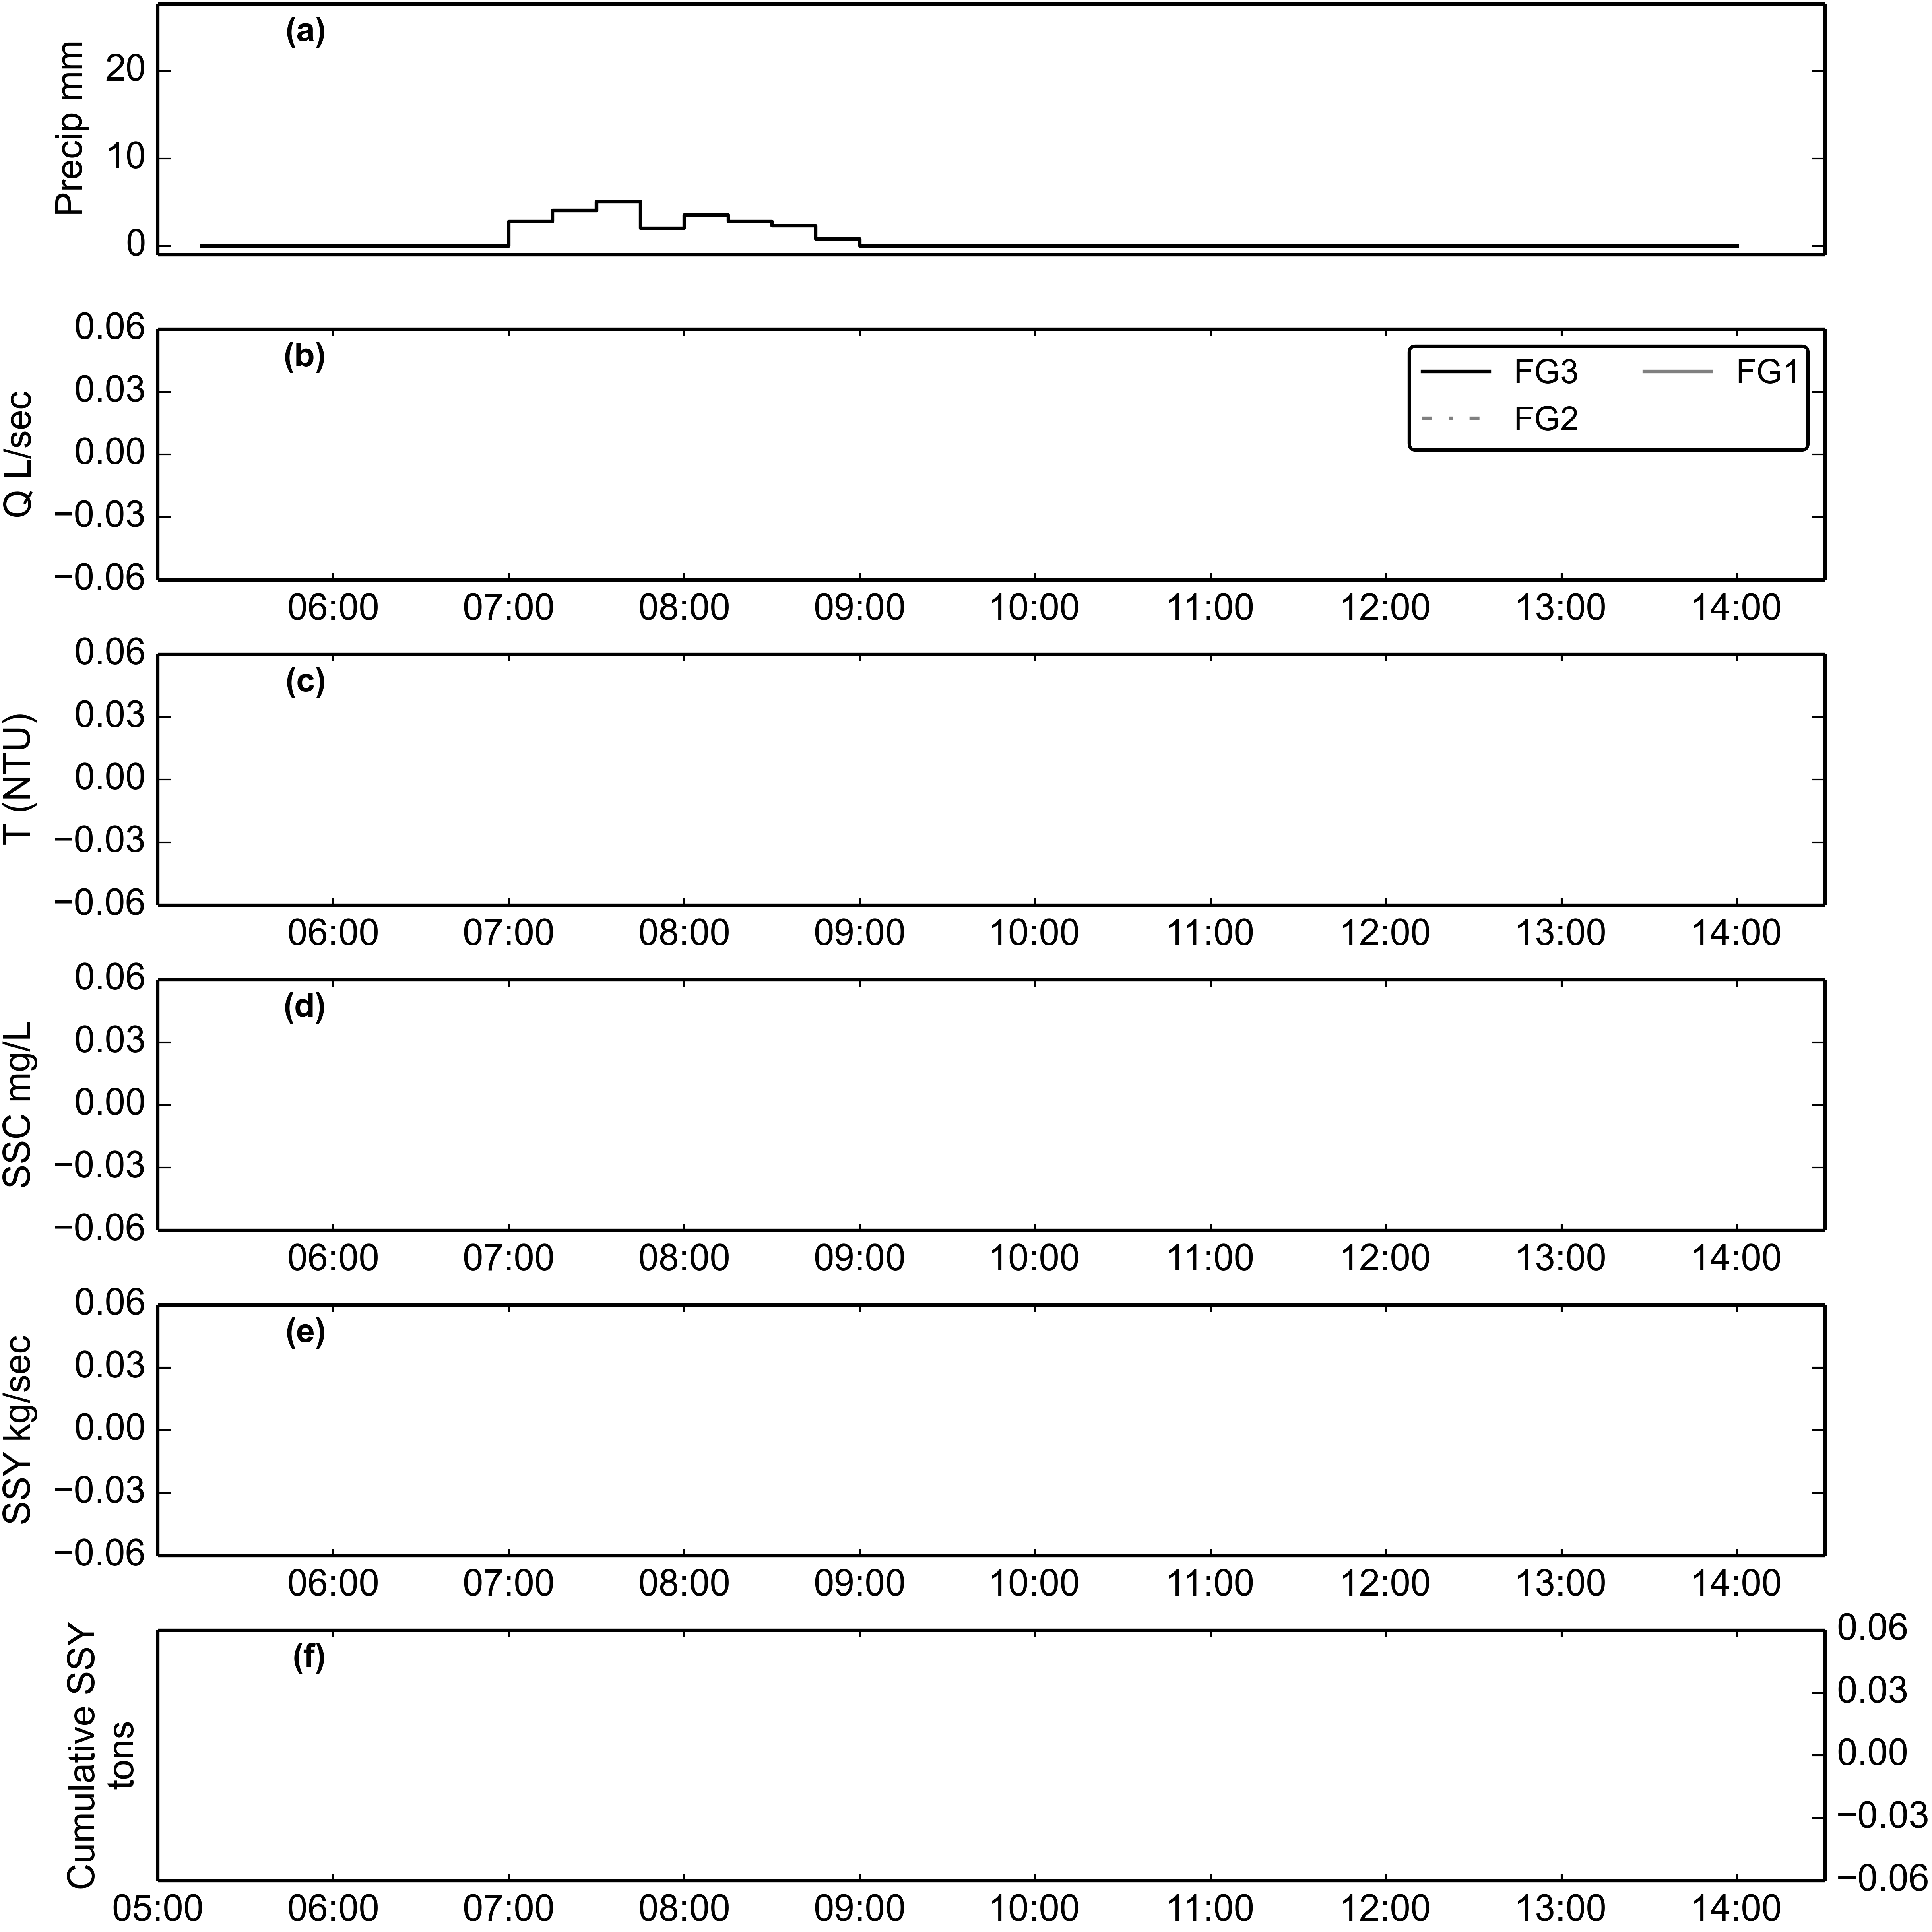 (a)
Precip mm
20
10
0
(b)
Q L/sec
0.06
0.03
0.00
−0.03
−0.06
FG3 FG1
FG2
06:00 07:00 08:00 09:00 10:00 11:00 12:00 13:00 14:00
(c)
T (NTU)
0.06
0.03
0.00
−0.03
−0.06
06:00 07:00 08:00 09:00 10:00 11:00 12:00 13:00 14:00
(d)
SSC mg/L
0.06
0.03
0.00
−0.03
−0.06
06:00 07:00 08:00 09:00 10:00 11:00 12:00 13:00 14:00
(e)
SSY kg/sec
0.06
0.03
0.00
−0.03
−0.06
06:00 07:00 08:00 09:00 10:00 11:00 12:00 13:00 14:00
(f)
Cumulative SSY
tons
0.06
0.03
0.00
−0.03
−0.06
05:00 06:00 07:00 08:00 09:00 10:00 11:00 12:00 13:00 14:00